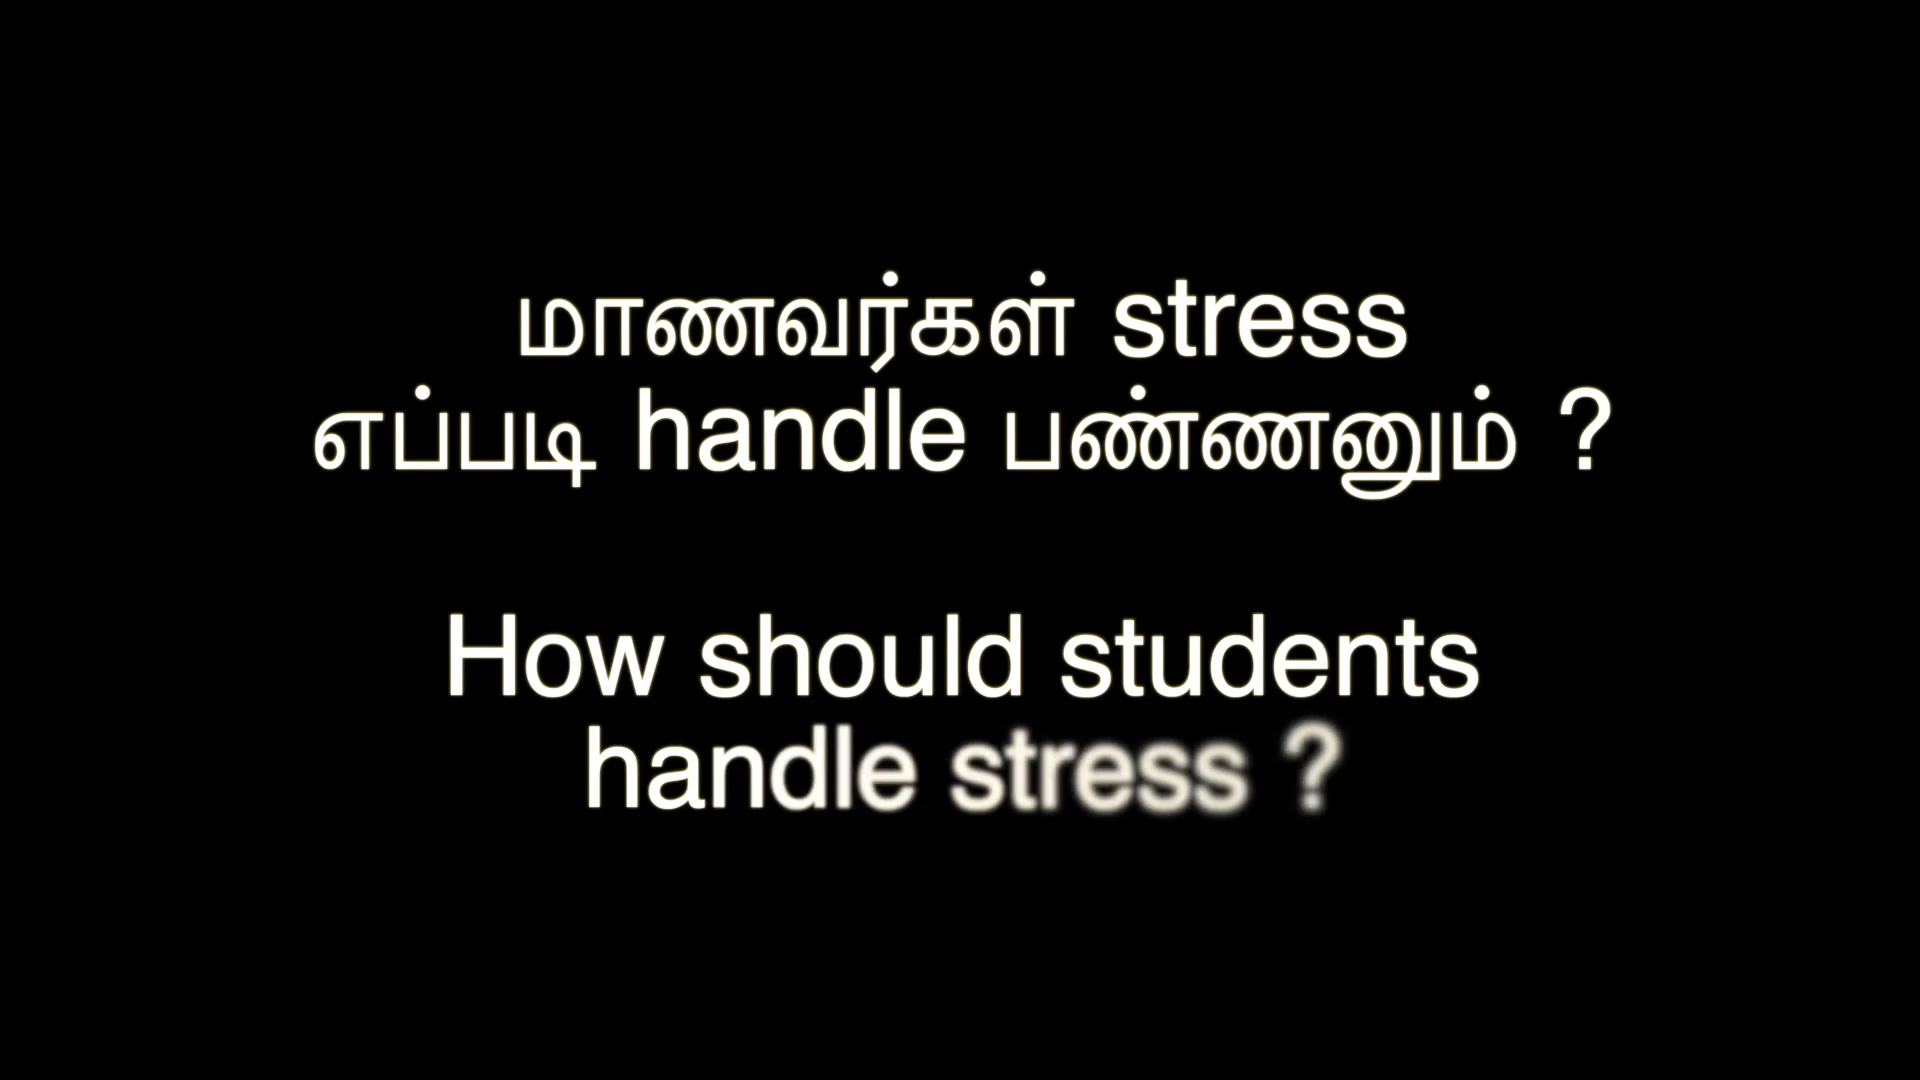 மாணவர்கள் stress
எப்படி handle பண்ணனும் ?
How should students
handle stress ?